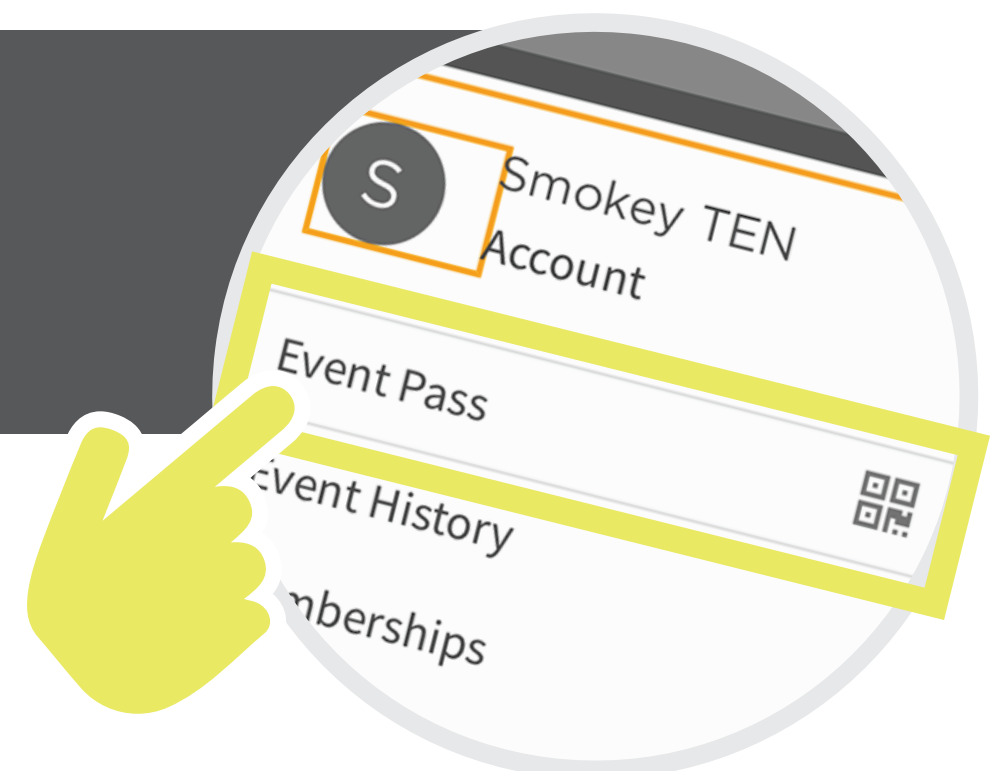 S
Smokey TEN
Account
Event Pass
Event History
mberships